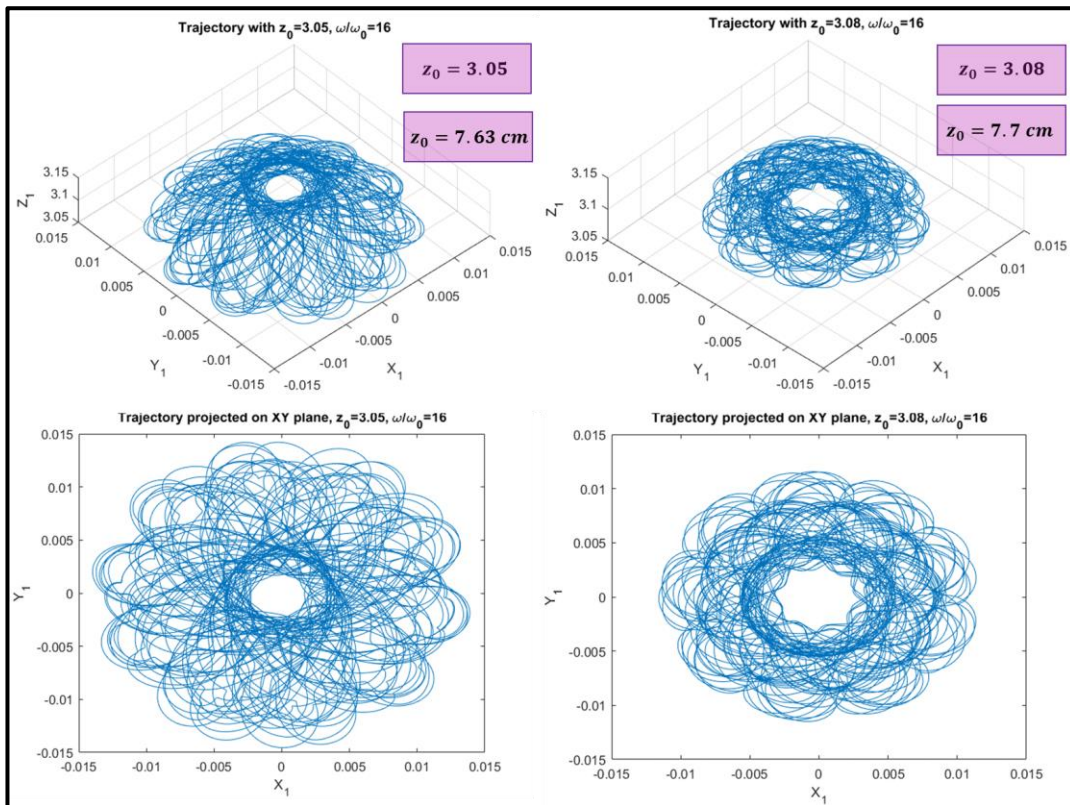 Trajectory with z₀=3.05, ω/ω₀=16
z₀ = 3.05
z₀ = 7.63 cm
3.15
3.1
3.05
Z₁
0.015
0.01
0.005
0
-0.005
-0.01
-0.015
Y₁
-0.015
-0.01
-0.005
0
0.005
0.01
0.015
X₁
Trajectory with z₀=3.08, ω/ω₀=16
z₀ = 3.08
z₀ = 7.7 cm
3.15
3.1
3.05
Z₁
0.015
0.01
0.005
0
-0.005
-0.01
-0.015
Y₁
-0.015
-0.01
-0.005
0
0.005
0.01
0.015
X₁
Trajectory projected on XY plane, z₀=3.05, ω/ω₀=16
0.015
0.01
0.005
0
-0.005
-0.01
-0.015
Y₁
-0.015 -0.01 -0.005 0 0.005 0.01 0.015
X₁
Trajectory projected on XY plane, z₀=3.08, ω/ω₀=16
0.015
0.01
0.005
0
-0.005
-0.01
-0.015
Y₁
-0.015 -0.01 -0.005 0 0.005 0.01 0.015
X₁